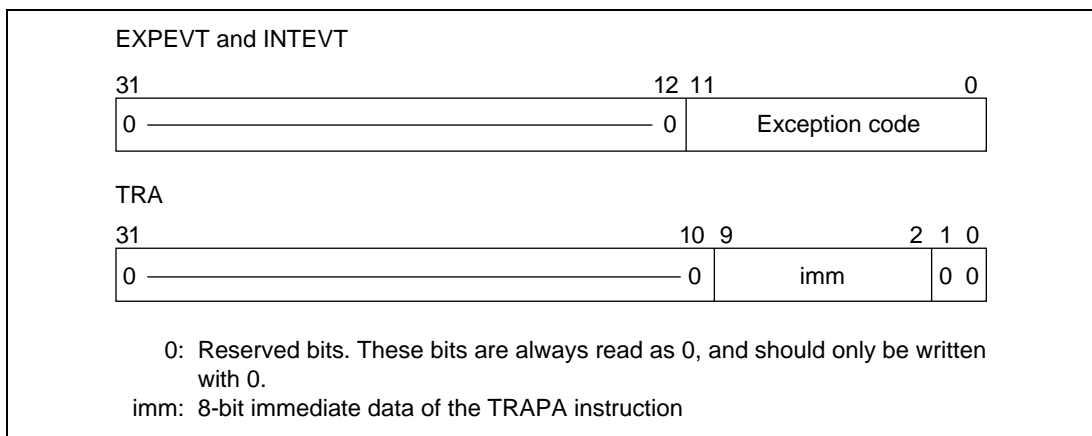 EXPEVT and INTEVT
31 12 11 0
0 0 Exception code
TRA
31 10 9 2 1 0
0 0 imm 0 0
0: Reserved bits. These bits are always read as 0, and should only be written
with 0.
imm: 8-bit immediate data of the TRAPA instruction